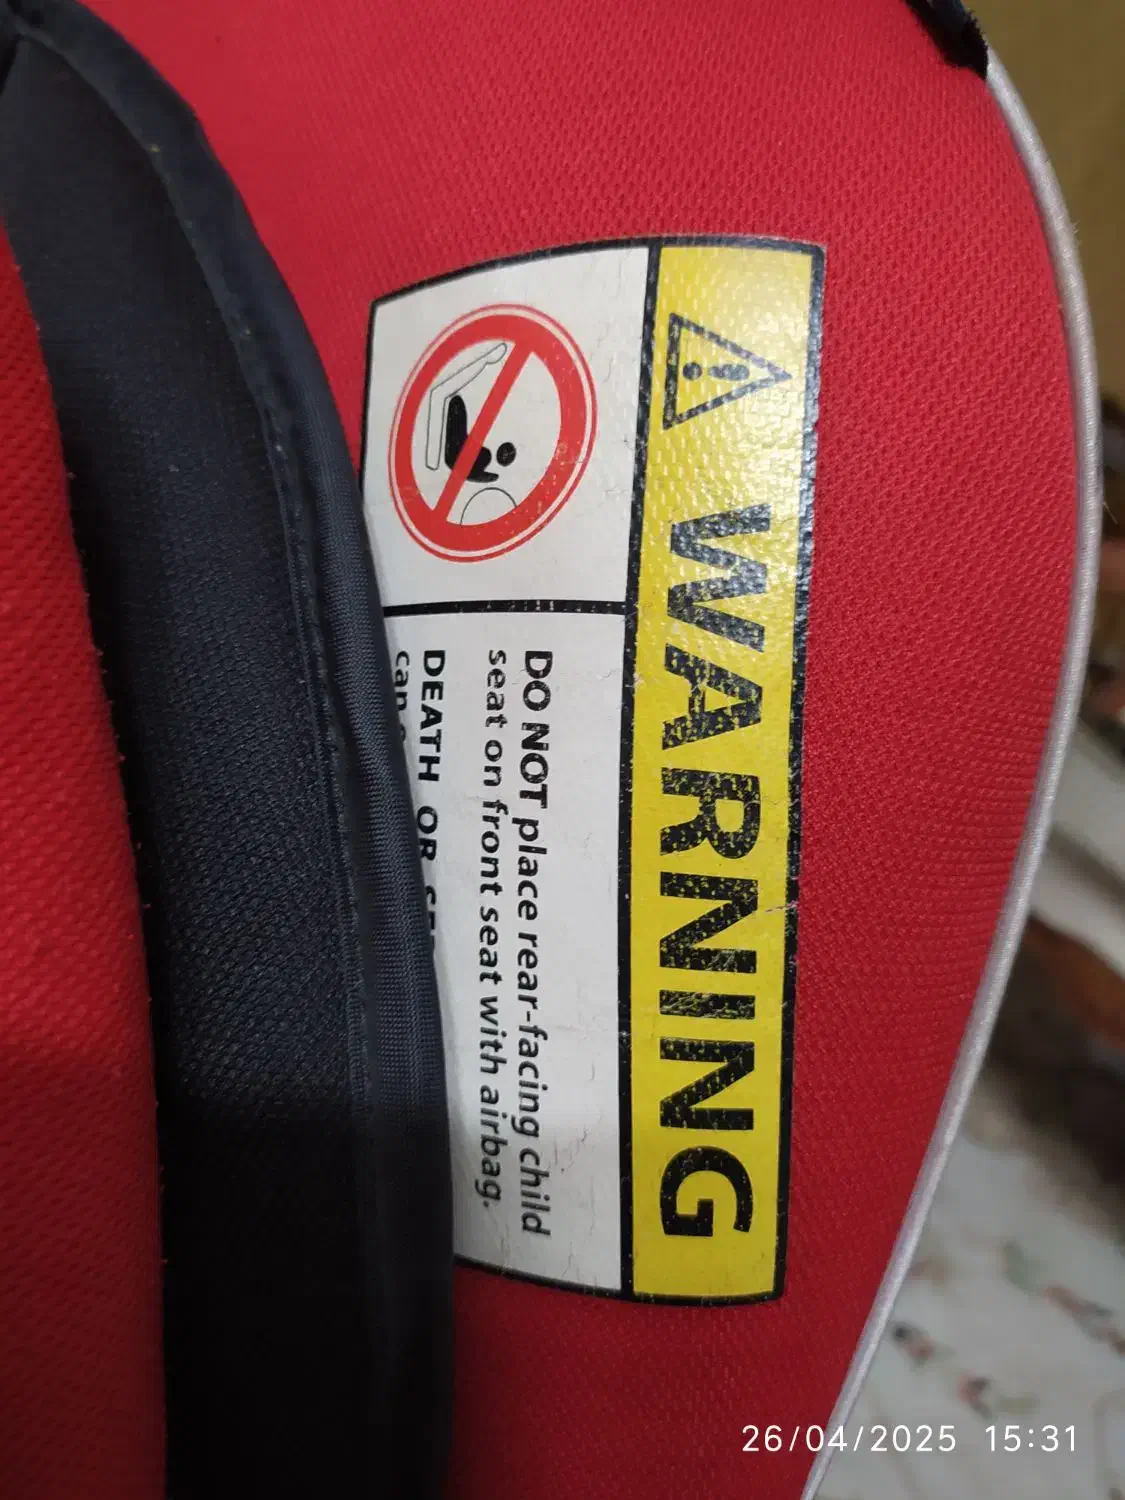 WARNING
DO NOT place rear-facing child
seat on front seat with airbag.
DEATH OR
can
26/04/2025 15:31